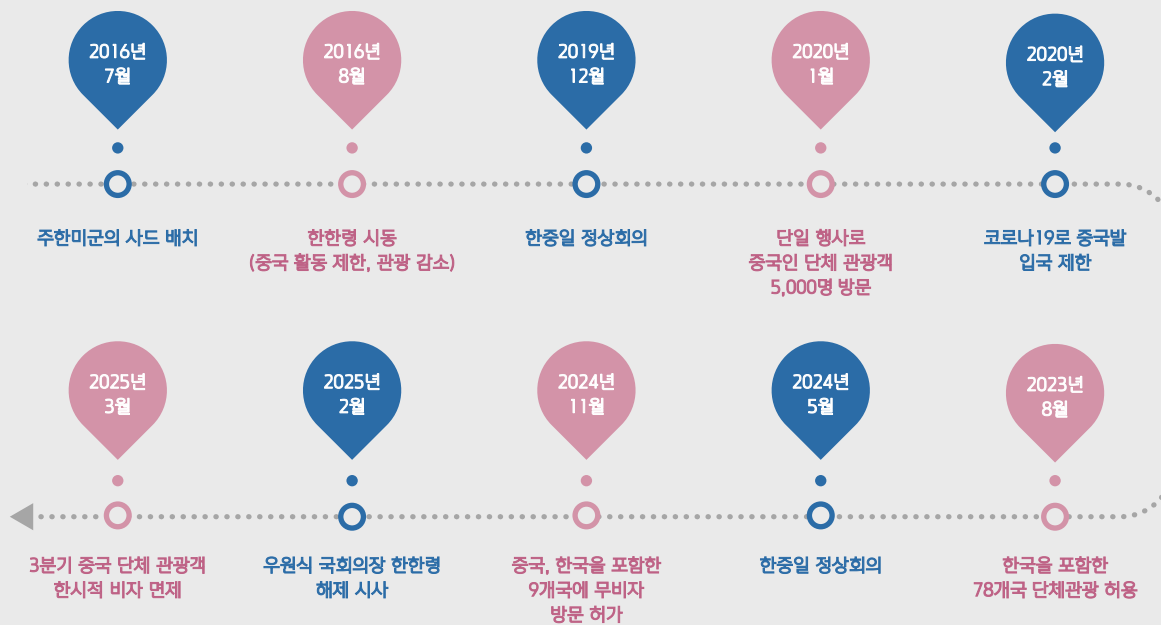 2016년
7월
주한미군의 사드 배치
2016년
8월
한한령 시동
(중국 활동 제한, 관광 감소)
2019년
12월
한중일 정상회의
2020년
1월
단일 행사로
중국인 단체 관광객
5,000명 방문
2020년
2월
코로나19로 중국발
입국 제한
2023년
8월
한국을 포함한
78개국 단체관광 허용
2024년
5월
한중일 정상회의
2024년
11월
중국, 한국을 포함한
9개국에 무비자
방문 허가
2025년
2월
우원식 국회의장 한한령
해제 시사
2025년
3월
3분기 중국 단체 관광객
한시적 비자 면제